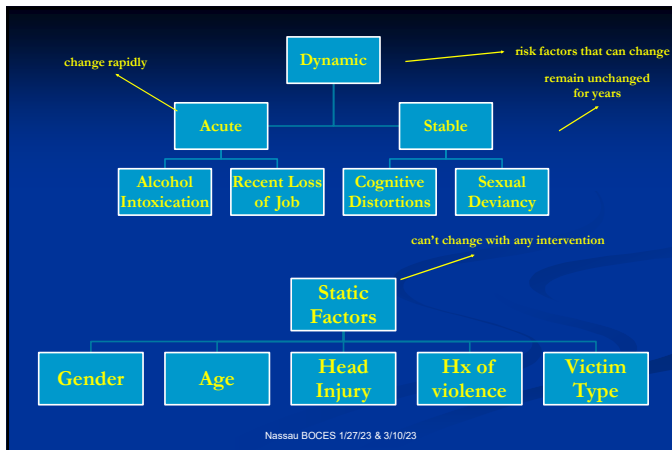 Dynamic
risk factors that can change
change rapidly
remain unchanged
for years
Acute
Stable
Alcohol
Intoxication
Recent Loss
of Job
Cognitive
Distortions
Sexual
Deviancy
can't change with any intervention
Static
Factors
Gender
Age
Head
Injury
Hx of
violence
Victim
Type
Nassau BOCES 1/27/23 & 3/10/23